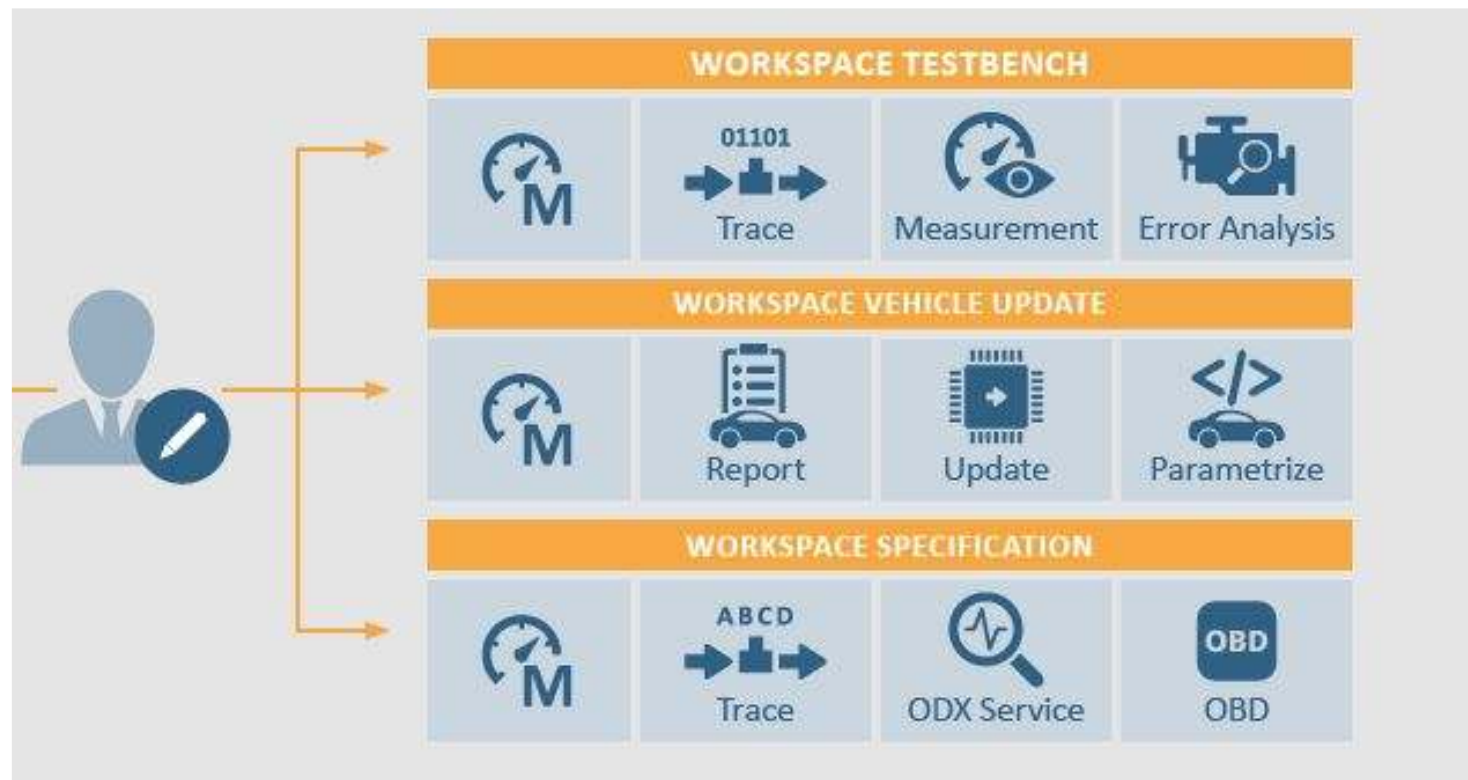 WORKSPACE TESTBENCH
M
01101
Trace
Measurement
Error Analysis
WORKSPACE VEHICLE UPDATE
M
Report
Update
</>
Parametrize
WORKSPACE SPECIFICATION
M
ABCD
Trace
ODX Service
OBD
OBD